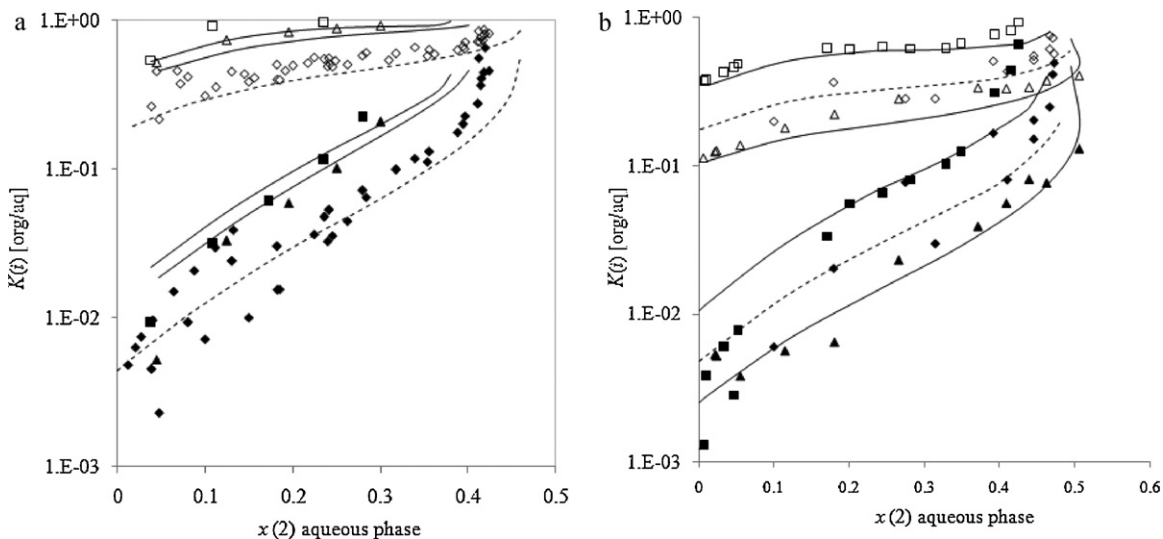 a
1.E+00
1.E-01
1.E-02
1.E-03
K(i) [org/aq]
0
0.1
0.2
0.3
0.4
0.5
x (2) aqueous phase
b
1.E+00
1.E-01
1.E-02
1.E-03
K(i) [org/aq]
0
0.1
0.2
0.3
0.4
0.5
0.6
x (2) aqueous phase